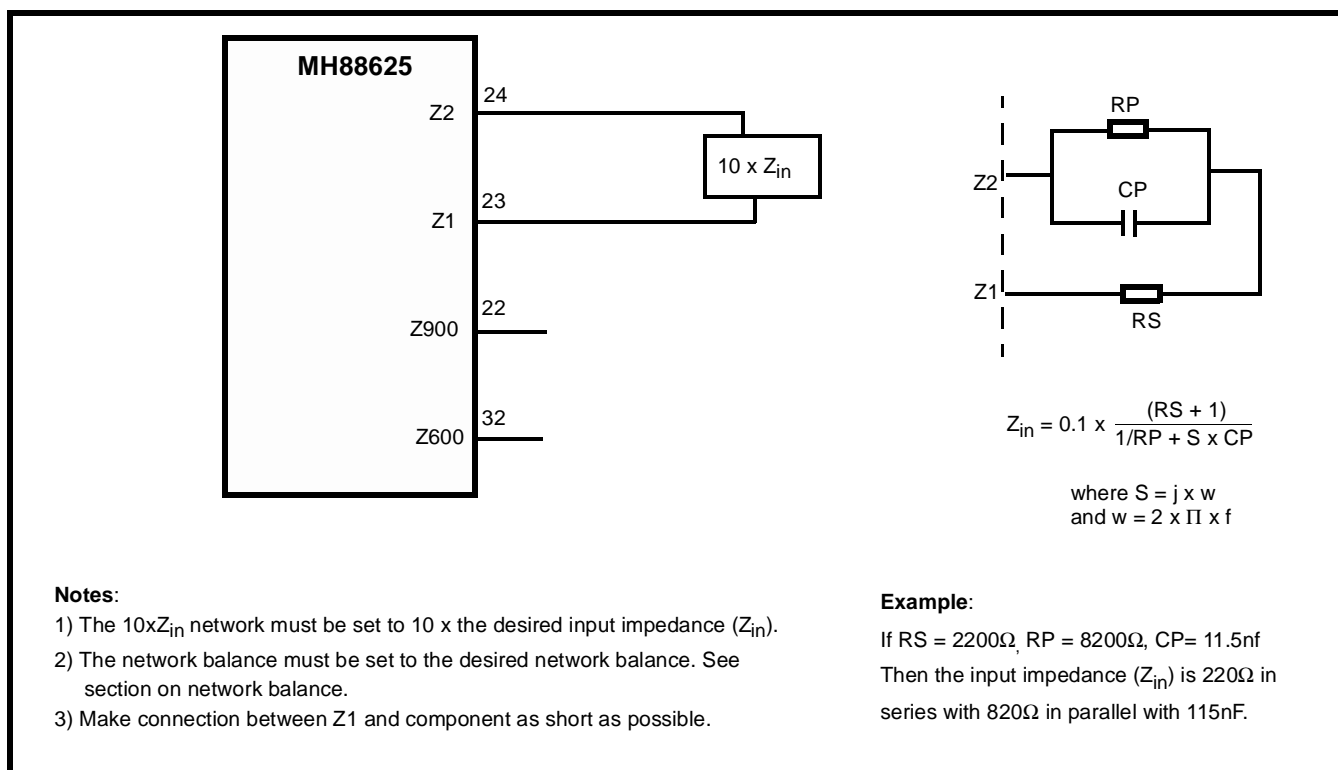 MH88625
Z2
24
10 x Zin
Z1
23
Z900
22
Z600
32
RP
Z2
CP
Z1
RS
Zin = 0.1 x (RS + 1)
1/RP + S x CP
where S = j x w
and w = 2 x Π x f
Notes:
1) The 10xZin network must be set to 10 x the desired input impedance (Zin).
2) The network balance must be set to the desired network balance. See
section on network balance.
3) Make connection between Z1 and component as short as possible.
Example:
If RS = 2200Ω, RP = 8200Ω, CP= 11.5nf
Then the input impedance (Zin) is 220Ω in
series with 820Ω in parallel with 115nF.